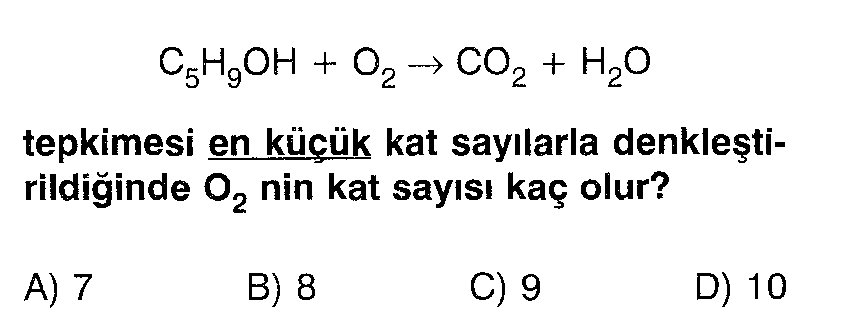 C₅H₉OH + O₂ → CO₂ + H₂O
tepkimesi en küçük kat sayılarla denkleşti-
rildiğinde O₂ nin kat sayısı kaç olur?
A) 7 B) 8 C) 9 D) 10